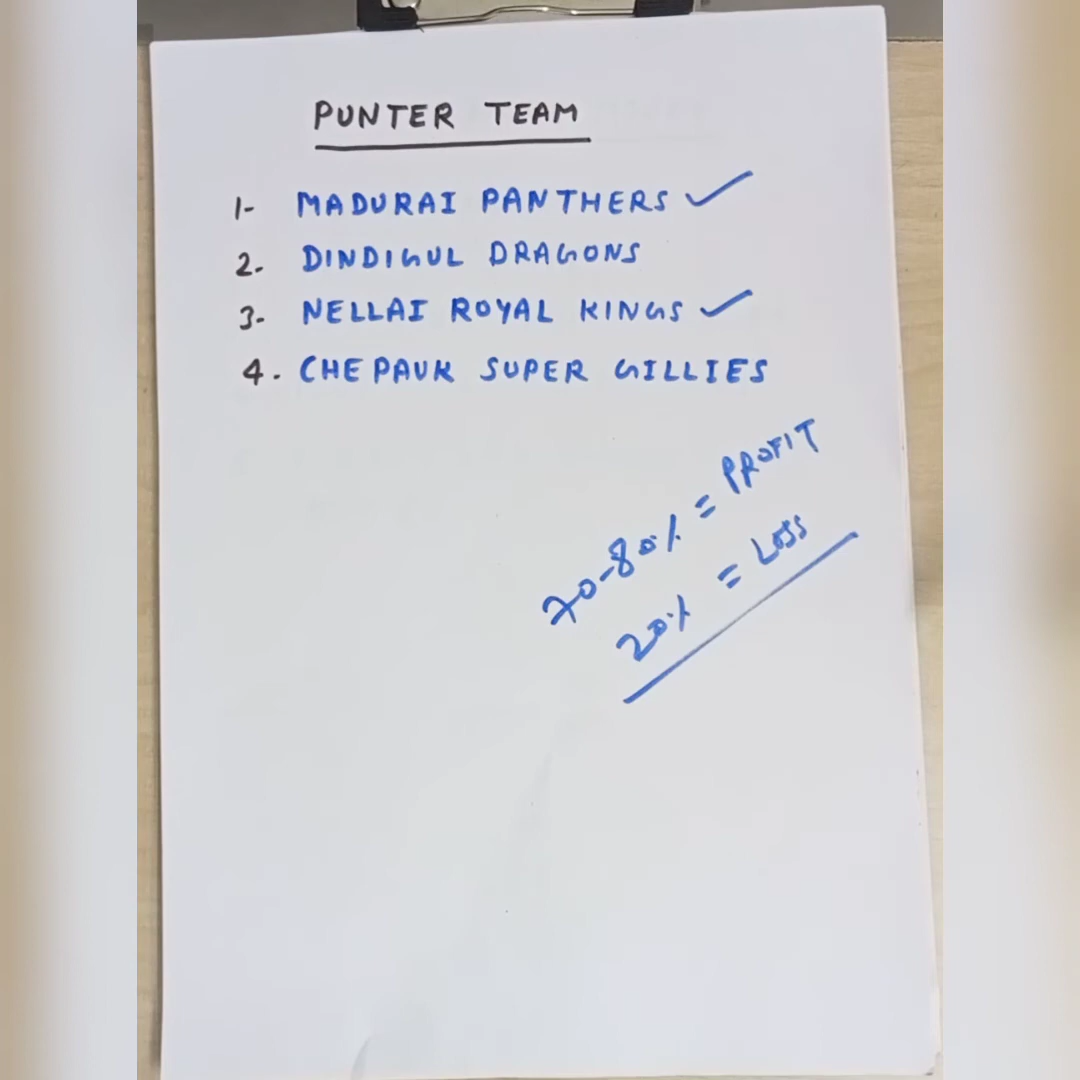 PUNTER TEAM
1- MADURAI PANTHERS ✓
2. DINDIGUL DRAGONS
3- NELLAI ROYAL KINGS ✓
4. CHEPAUK SUPER GILLIES
70-80% = PROFIT
20% = LOSS